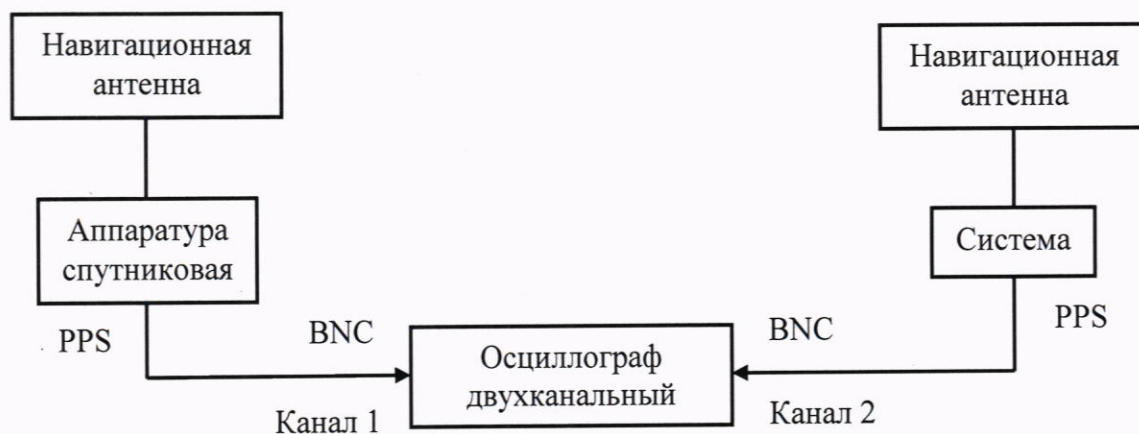 Навигационная
антенна
Навигационная
антенна
Аппаратура
спутниковая
Система
PPS
BNC
Осциллограф
двухканальный
BNC
PPS
Канал 1
Канал 2